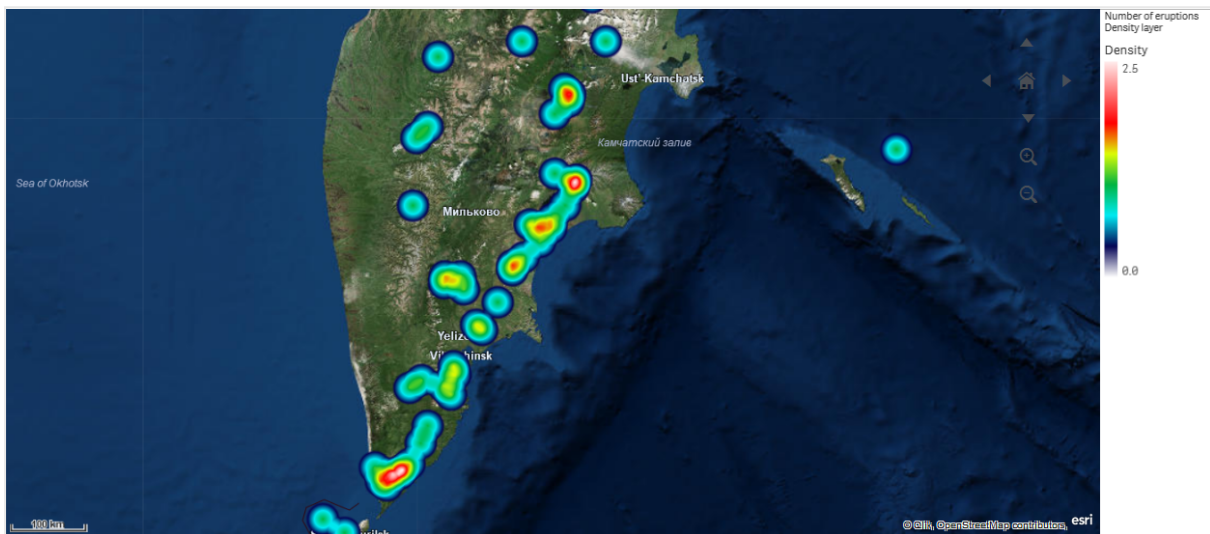 Number of eruptions
Density layer
Density
2.5
0.0
Ust'-Kamchatsk
Камчатский залив
Sea of Okhotsk
Мильково
100 km
© Qlik, OpenStreetMap contributors,
esri